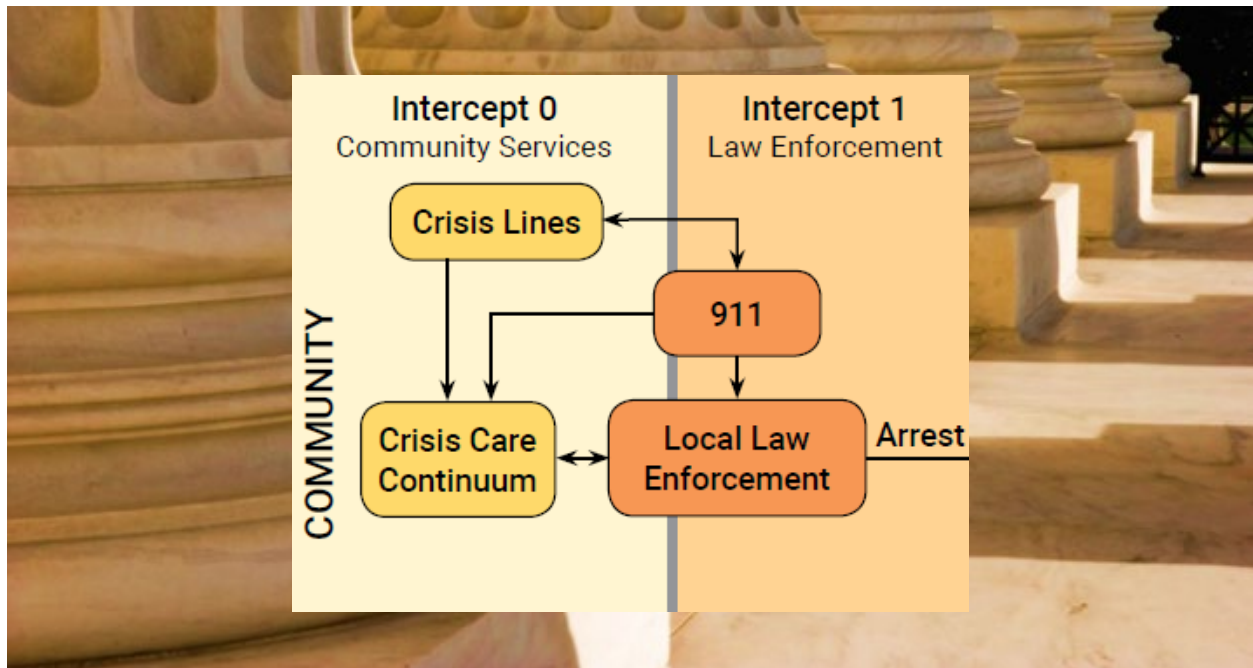 Intercept 0
Community Services
Intercept 1
Law Enforcement
Crisis Lines
911
COMMUNITY
Crisis Care
Continuum
Local Law
Enforcement
Arrest